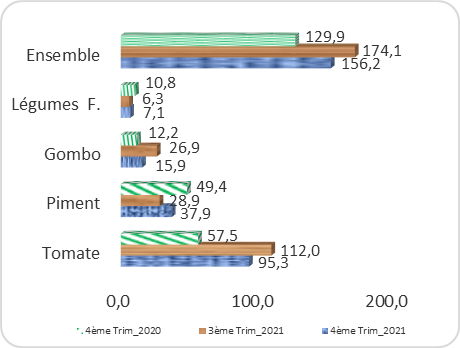 129,9
Ensemble 174,1
156,2
10,8
Légumes F. 6,3
7,1
12,2
Gombo 26,9
15,9
49,4
Piment 28,9
37,9
57,5
Tomate 112,0
95,3
0,0 100,0 200,0
4ème Trim_2020 3ème Trim_2021 4ème Trim_2021